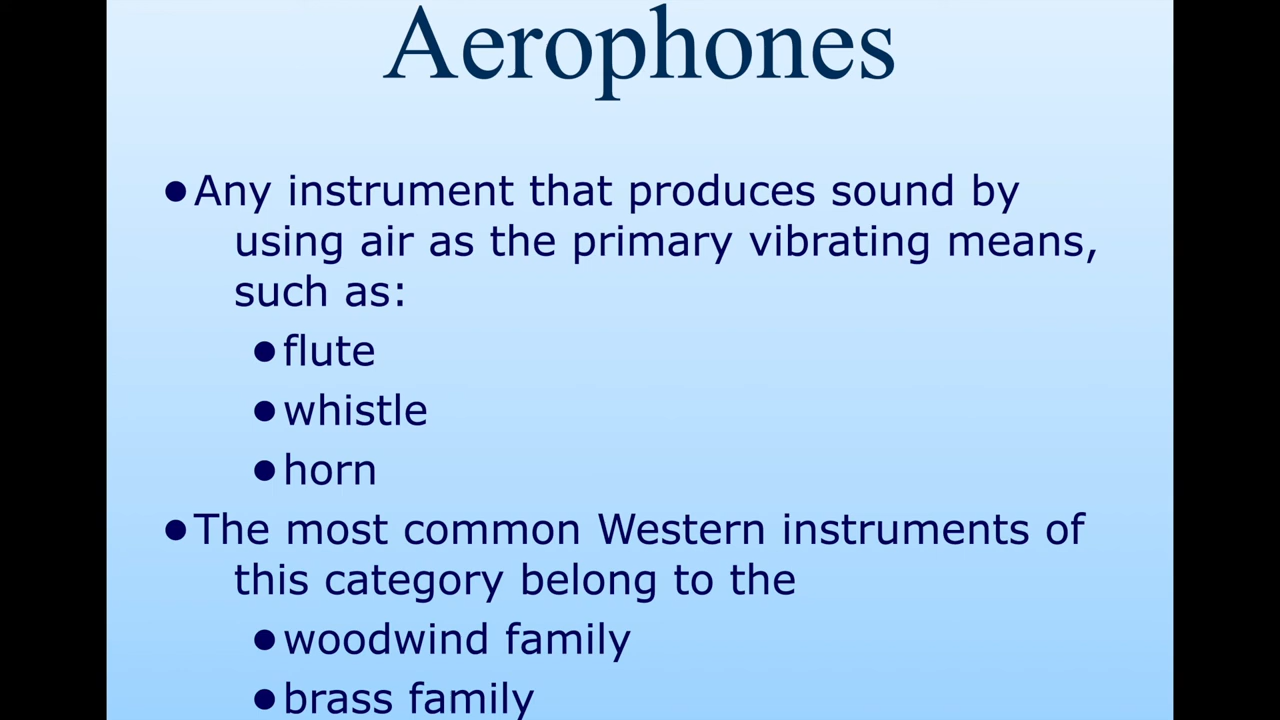 Aerophones
●Any instrument that produces sound by
using air as the primary vibrating means,
such as:
●flute
●whistle
●horn
●The most common Western instruments of
this category belong to the
●woodwind family
●brass family